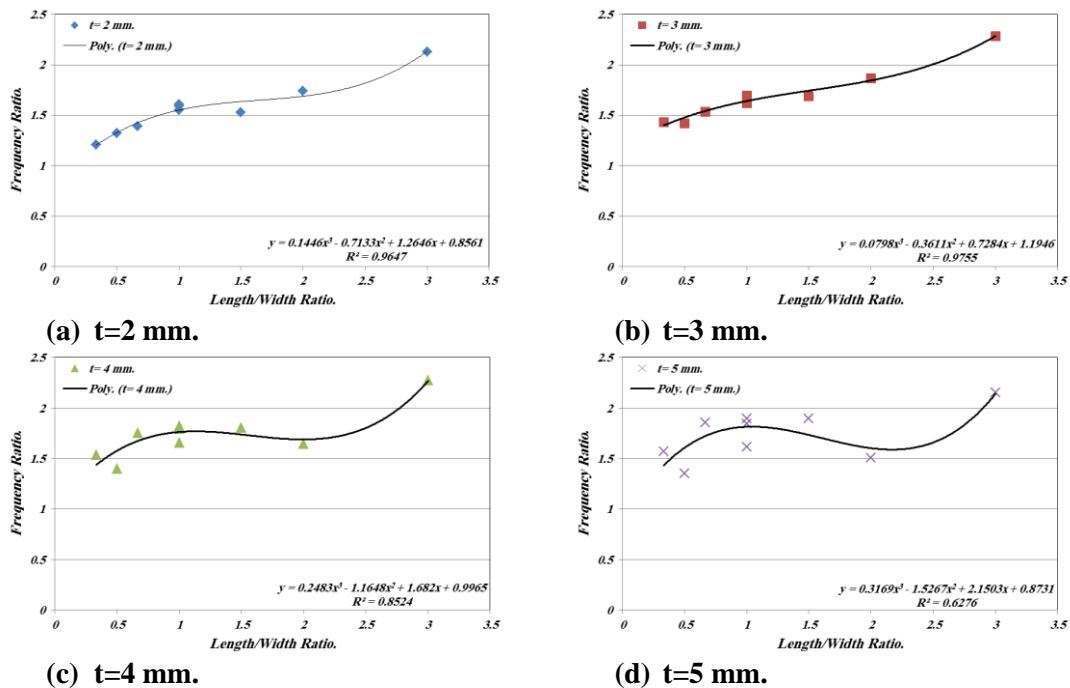 2.5
t= 2 mm.
Poly. (t= 2 mm.)
2
1.5
1
0.5
0
Frequency Ratio.
y = 0.1446x³ - 0.7133x² + 1.2646x + 0.8561
R² = 0.9647
0 0.5 1 1.5 2 2.5 3 3.5
Length/Width Ratio.
(a) t=2 mm.
2.5
t= 3 mm.
Poly. (t= 3 mm.)
2
1.5
1
0.5
0
Frequency Ratio.
y = 0.0798x³ - 0.3611x² + 0.7284x + 1.1946
R² = 0.9755
0 0.5 1 1.5 2 2.5 3 3.5
Length/Width Ratio.
(b) t=3 mm.
2.5
t= 4 mm.
Poly. (t= 4 mm.)
2
1.5
1
0.5
0
Frequency Ratio.
y = 0.2483x³ - 1.1648x² + 1.682x + 0.9965
R² = 0.8524
0 0.5 1 1.5 2 2.5 3 3.5
Length/Width Ratio.
(c) t=4 mm.
2.5
t= 5 mm.
Poly. (t= 5 mm.)
2
1.5
1
0.5
0
Frequency Ratio.
y = 0.3169x³ - 1.5267x² + 2.1503x + 0.8731
R² = 0.6276
0 0.5 1 1.5 2 2.5 3 3.5
Length/Width Ratio.
(d) t=5 mm.